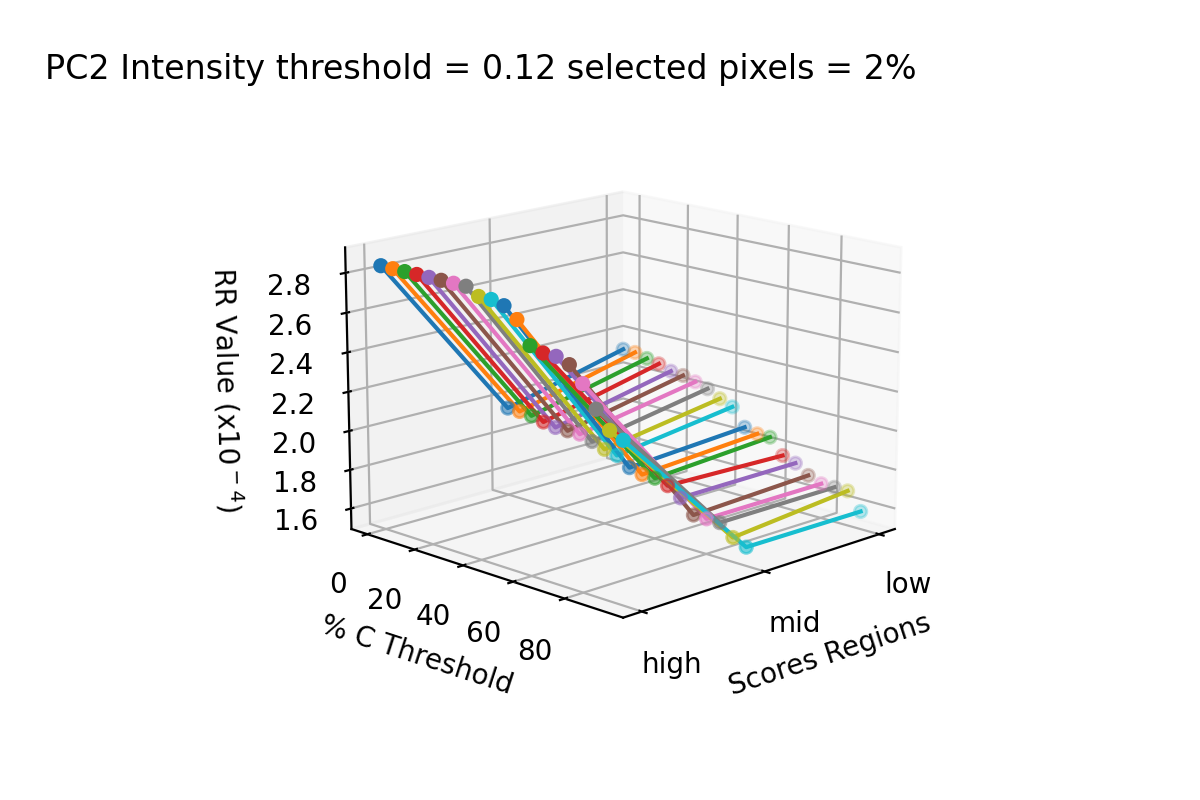 PC2 Intensity threshold = 0.12 selected pixels = 2%
RR Value (x10⁻⁴)
2.8
2.6
2.4
2.2
2.0
1.8
1.6
0
20
40
60
80
% C Threshold
high
mid
low
Scores Regions